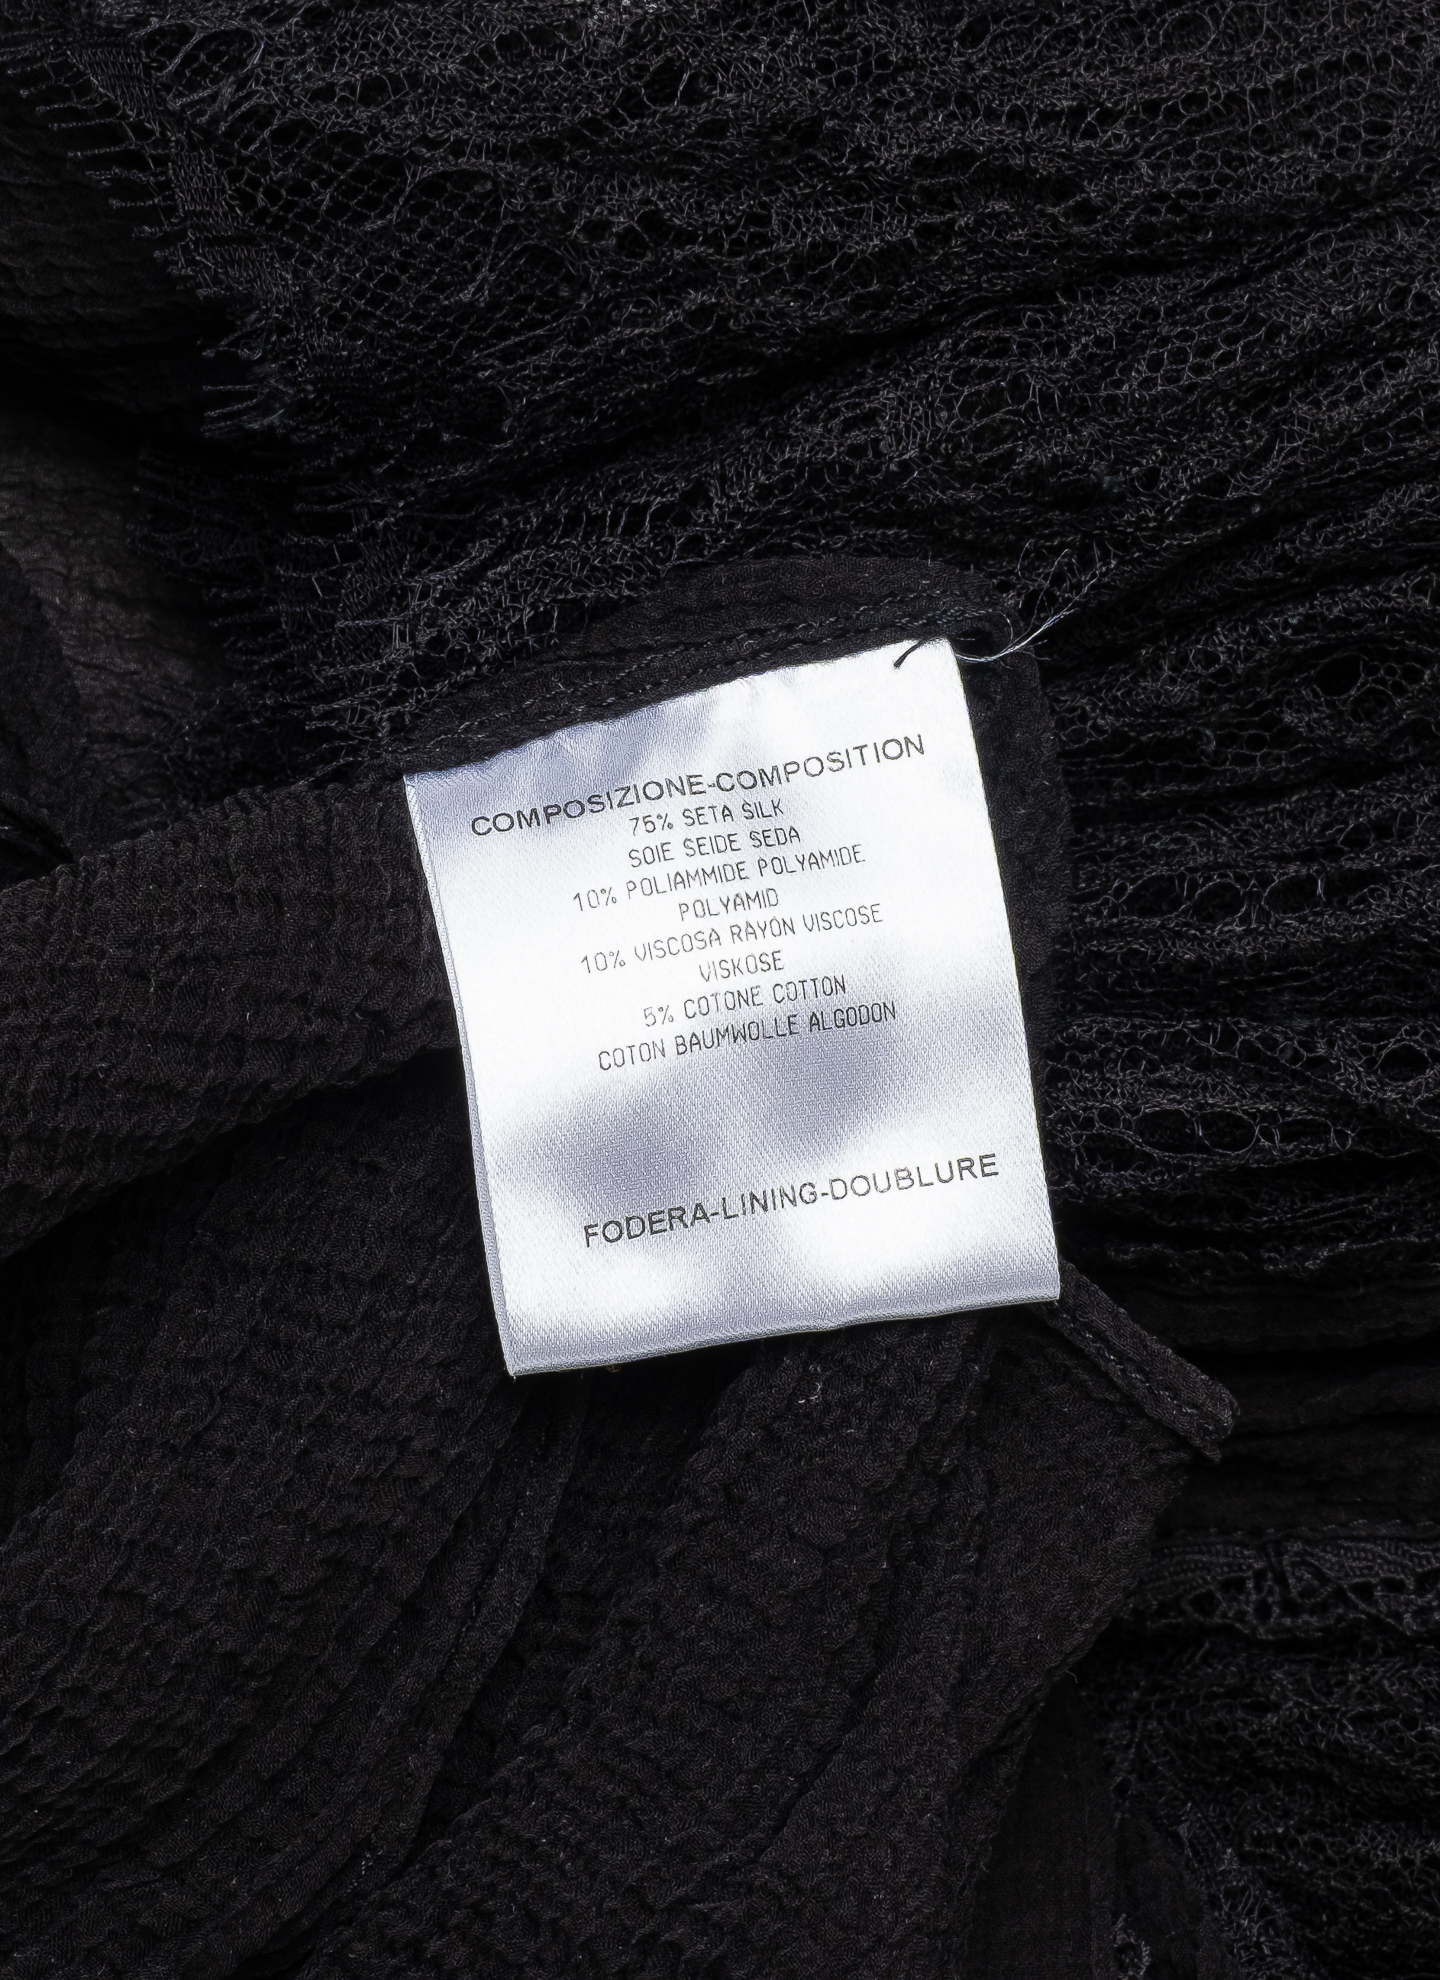 COMPOSIZIONE-COMPOSITION
75% SETA SILK
SOIE SEIDE SEDA
10% POLIAMMIDE POLYAMIDE
POLYAMID
10% VISCOSA RAYON VISCOSE
VISKOSE
5% COTONE COTTON
COTON BAUMWOLLE ALGODON
FODERA-LINING-DOUBLURE